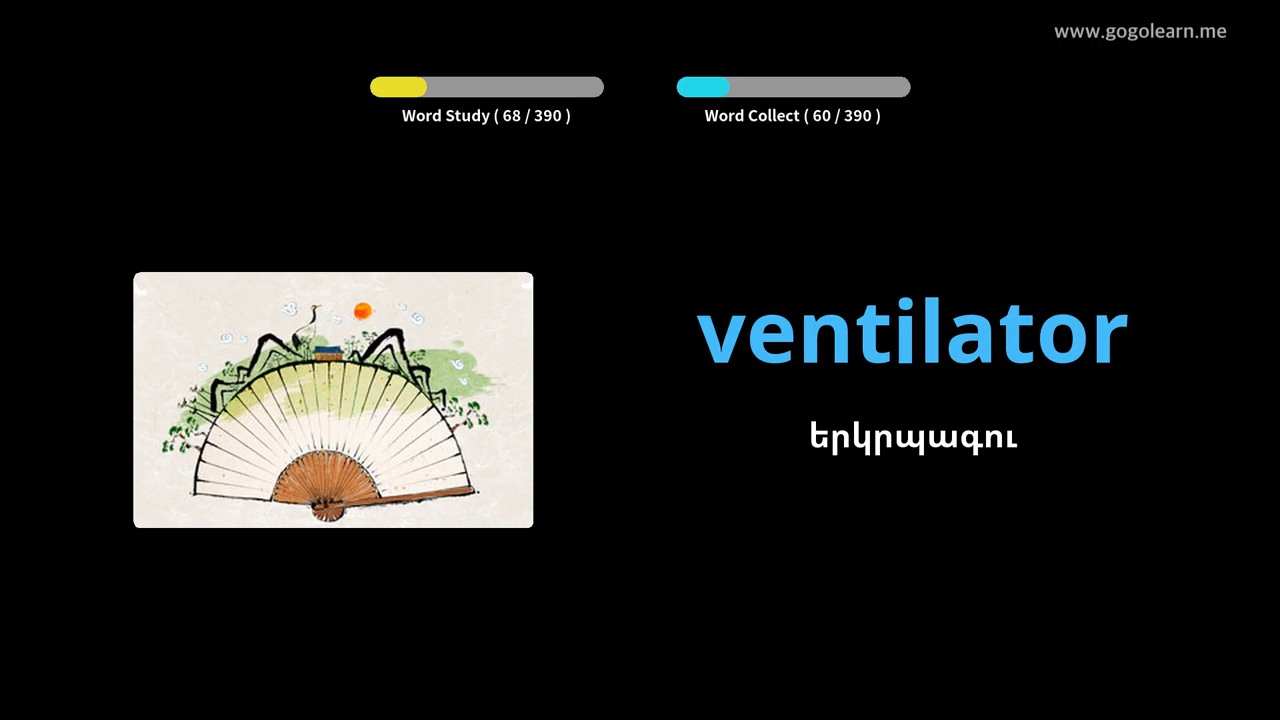 www.gogolearn.me
Word Study ( 68 / 390 )
Word Collect ( 60 / 390 )
ventilator
երկրպագու